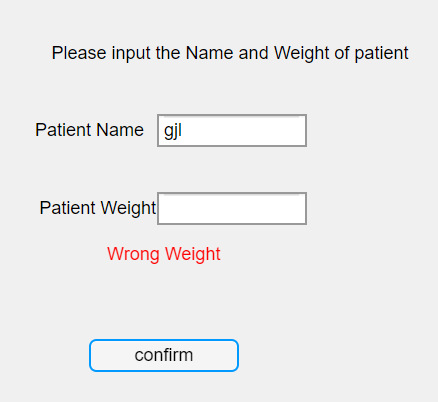 Please input the Name and Weight of patient
Patient Name gjl
Patient Weight
Wrong Weight
confirm